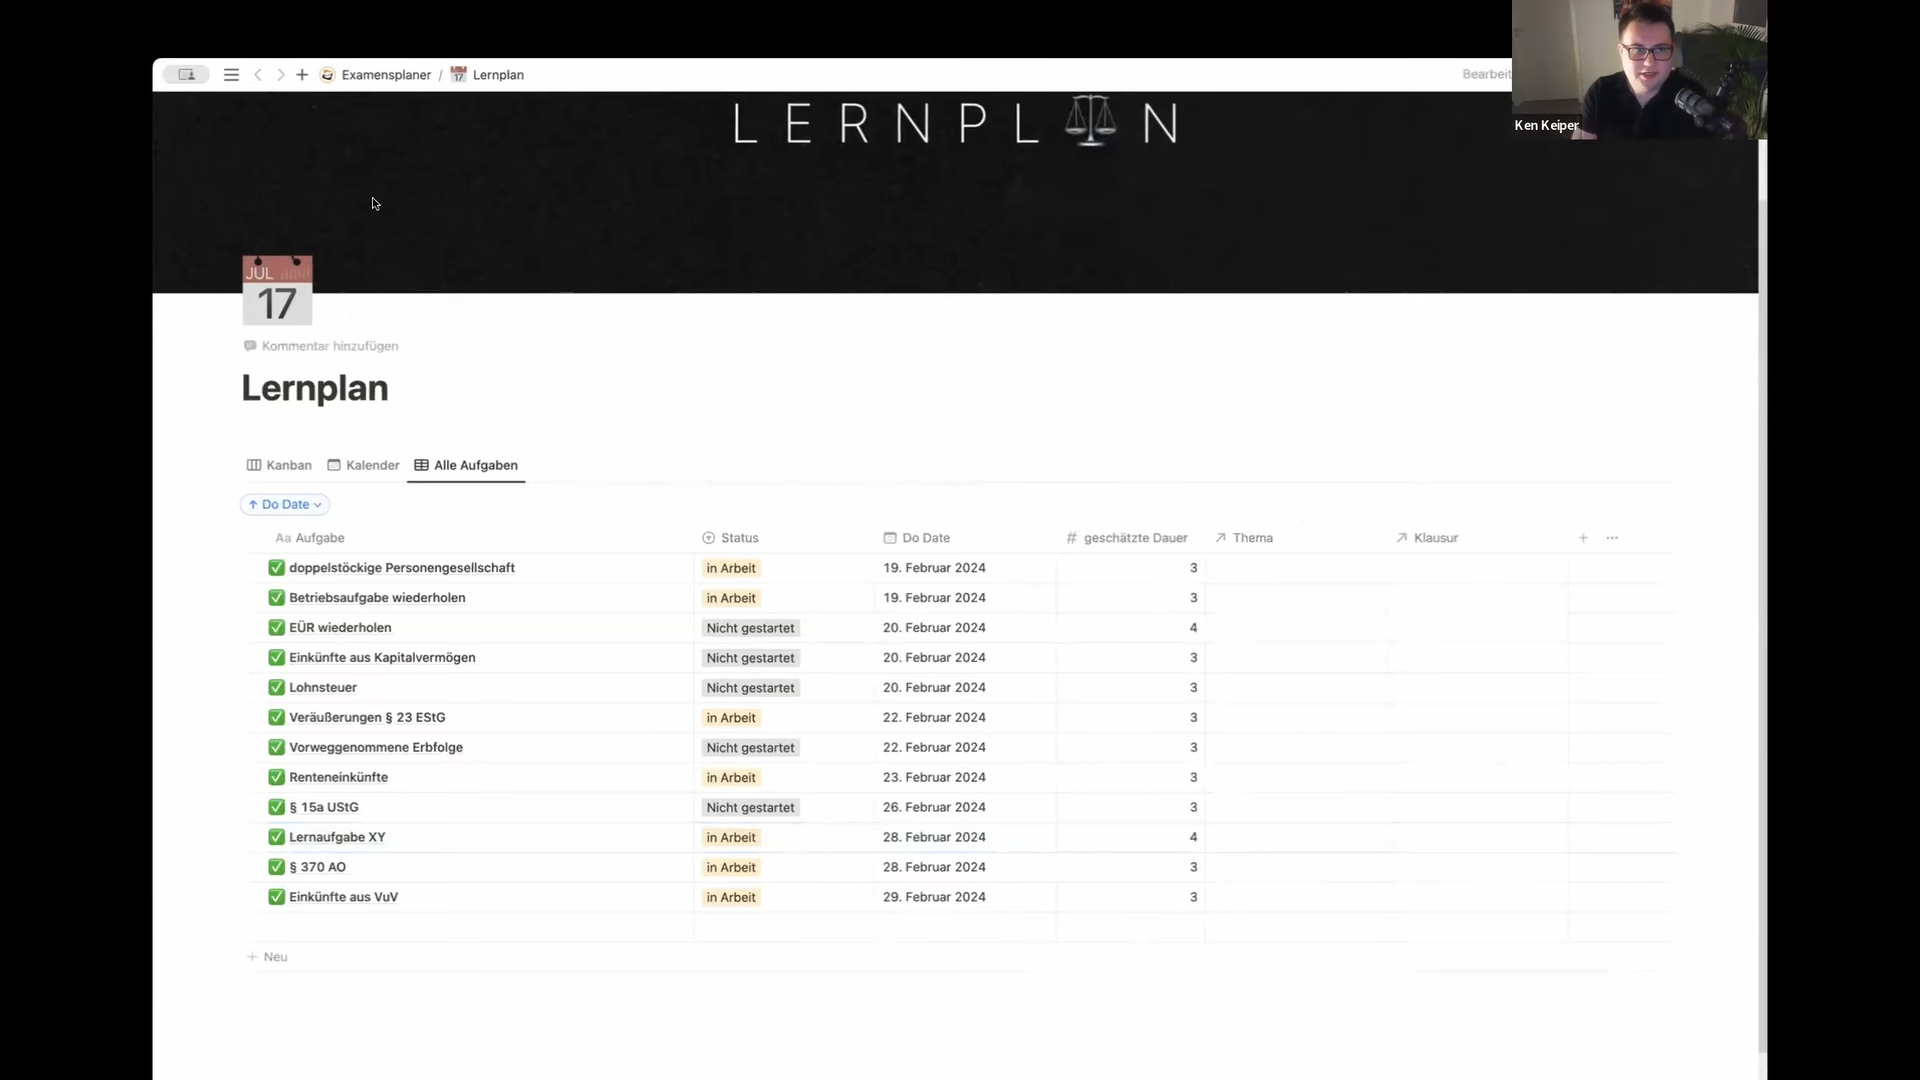 Examensplaner / Lernplan
Bearbeit
Ken Keiper
LERNPL N
JUL
17
Kommentar hinzufügen
Lernplan
Kanban Kalender Alle Aufgaben
Do Date
Aa Aufgabe Status Do Date # geschätzte Dauer Thema Klausur
doppelstöckige Personengesellschaft in Arbeit 19. Februar 2024 3
Betriebsaufgabe wiederholen in Arbeit 19. Februar 2024 3
EÜR wiederholen Nicht gestartet 20. Februar 2024 4
Einkünfte aus Kapitalvermögen Nicht gestartet 20. Februar 2024 3
Lohnsteuer Nicht gestartet 20. Februar 2024 3
Veräußerungen § 23 EStG in Arbeit 22. Februar 2024 3
Vorweggenommene Erbfolge Nicht gestartet 22. Februar 2024 3
Renteneinkünfte in Arbeit 23. Februar 2024 3
§ 15a UStG Nicht gestartet 26. Februar 2024 3
Lernaufgabe XY in Arbeit 28. Februar 2024 4
§ 370 AO in Arbeit 28. Februar 2024 3
Einkünfte aus VuV in Arbeit 29. Februar 2024 3
+ Neu